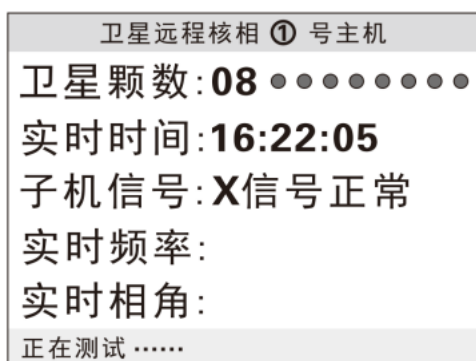 卫星远程核相 ① 号主机
卫星颗数:08
实时时间:16:22:05
子机信号:X信号正常
实时频率:
实时相角:
正在测试······